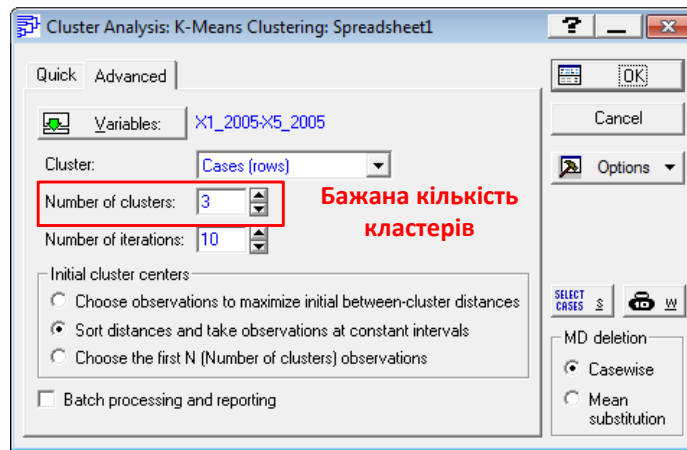 Cluster Analysis: K-Means Clustering: Spreadsheet1
?
Quick
Advanced
OK
Variables:
X1_2005-X5_2005
Cancel
Cluster:
Cases (rows)
Options
Number of clusters:
3
Бажана кількість
кластерів
Number of iterations:
10
Initial cluster centers
Choose observations to maximize initial between-cluster distances
Sort distances and take observations at constant intervals
Choose the first N (Number of clusters) observations
Batch processing and reporting
SELECT
CASES
S
W
MD deletion
Casewise
Mean
substitution